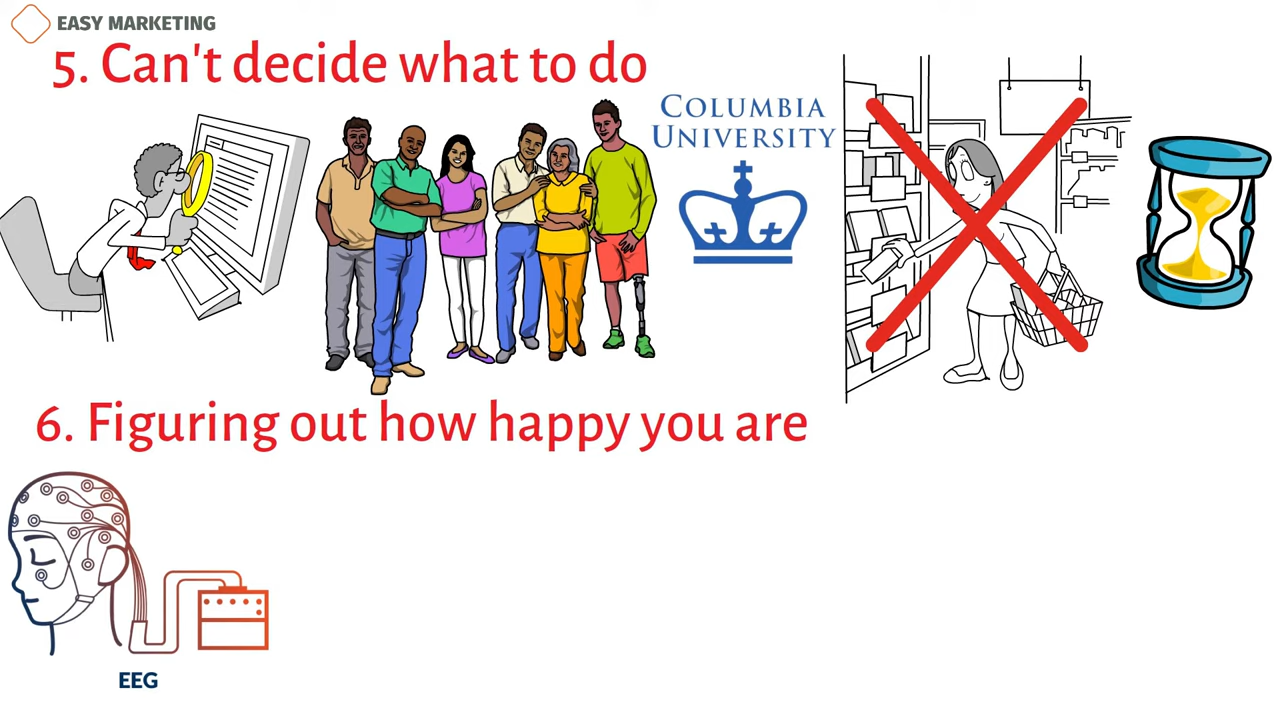 EASY MARKETING
5. Can't decide what to do
COLUMBIA
UNIVERSITY
6. Figuring out how happy you are
EEG